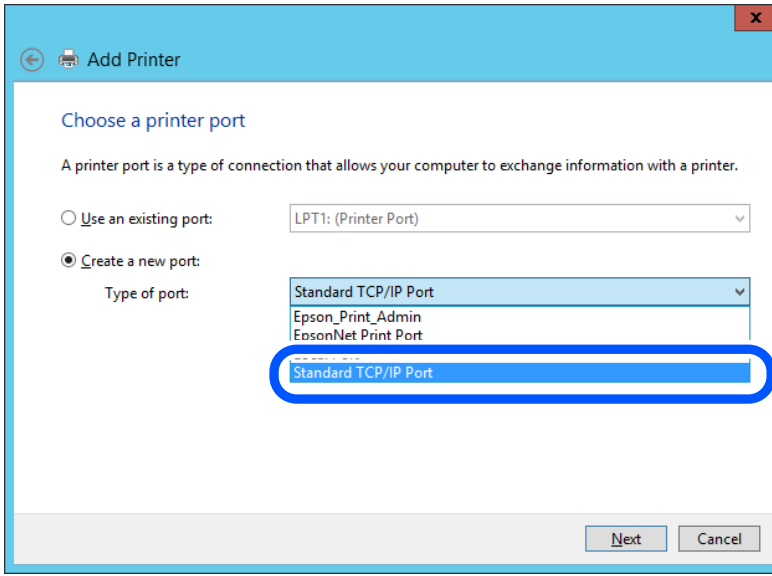 x
Add Printer
Choose a printer port
A printer port is a type of connection that allows your computer to exchange information with a printer.
Use an existing port: LPT1: (Printer Port)
Create a new port:
Type of port: Standard TCP/IP Port
Epson_Print_Admin
EpsonNet Print Port
Standard TCP/IP Port
Next Cancel